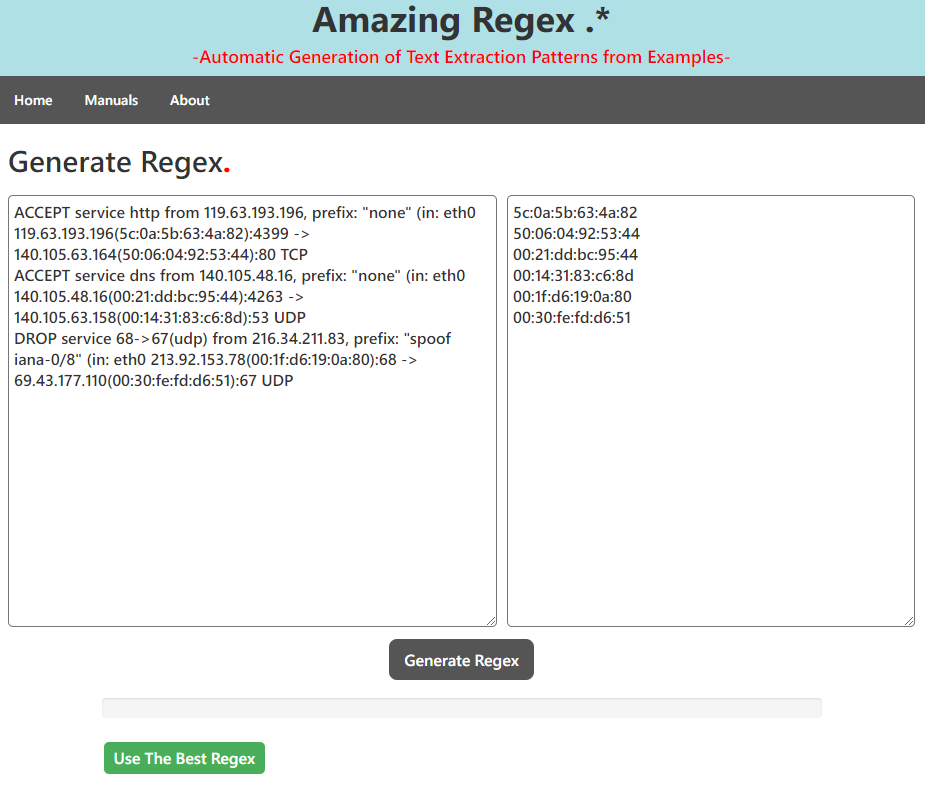 Amazing Regex .*
-Automatic Generation of Text Extraction Patterns from Examples-
Home Manuals About
Generate Regex.
ACCEPT service http from 119.63.193.196, prefix: "none" (in: eth0
119.63.193.196(5c:0a:5b:63:4a:82):4399 ->
140.105.63.164(50:06:04:92:53:44):80 TCP
ACCEPT service dns from 140.105.48.16, prefix: "none" (in: eth0
140.105.48.16(00:21:dd:bc:95:44):4263 ->
140.105.63.158(00:14:31:83:c6:8d):53 UDP
DROP service 68->67(udp) from 216.34.211.83, prefix: "spoof
iana-0/8" (in: eth0 213.92.153.78(00:1f:d6:19:0a:80):68 ->
69.43.177.110(00:30:fe:fd:d6:51):67 UDP
5c:0a:5b:63:4a:82
50:06:04:92:53:44
00:21:dd:bc:95:44
00:14:31:83:c6:8d
00:1f:d6:19:0a:80
00:30:fe:fd:d6:51
Generate Regex
Use The Best Regex